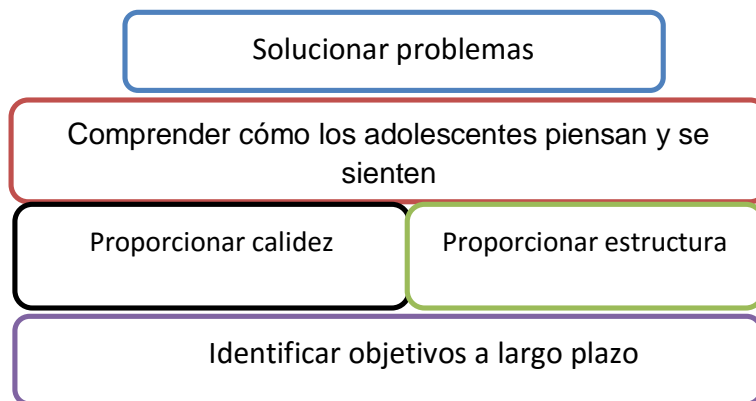 Solucionar problemas
Comprender cómo los adolescentes piensan y se
sienten
Proporcionar calidez
Proporcionar estructura
Identificar objetivos a largo plazo